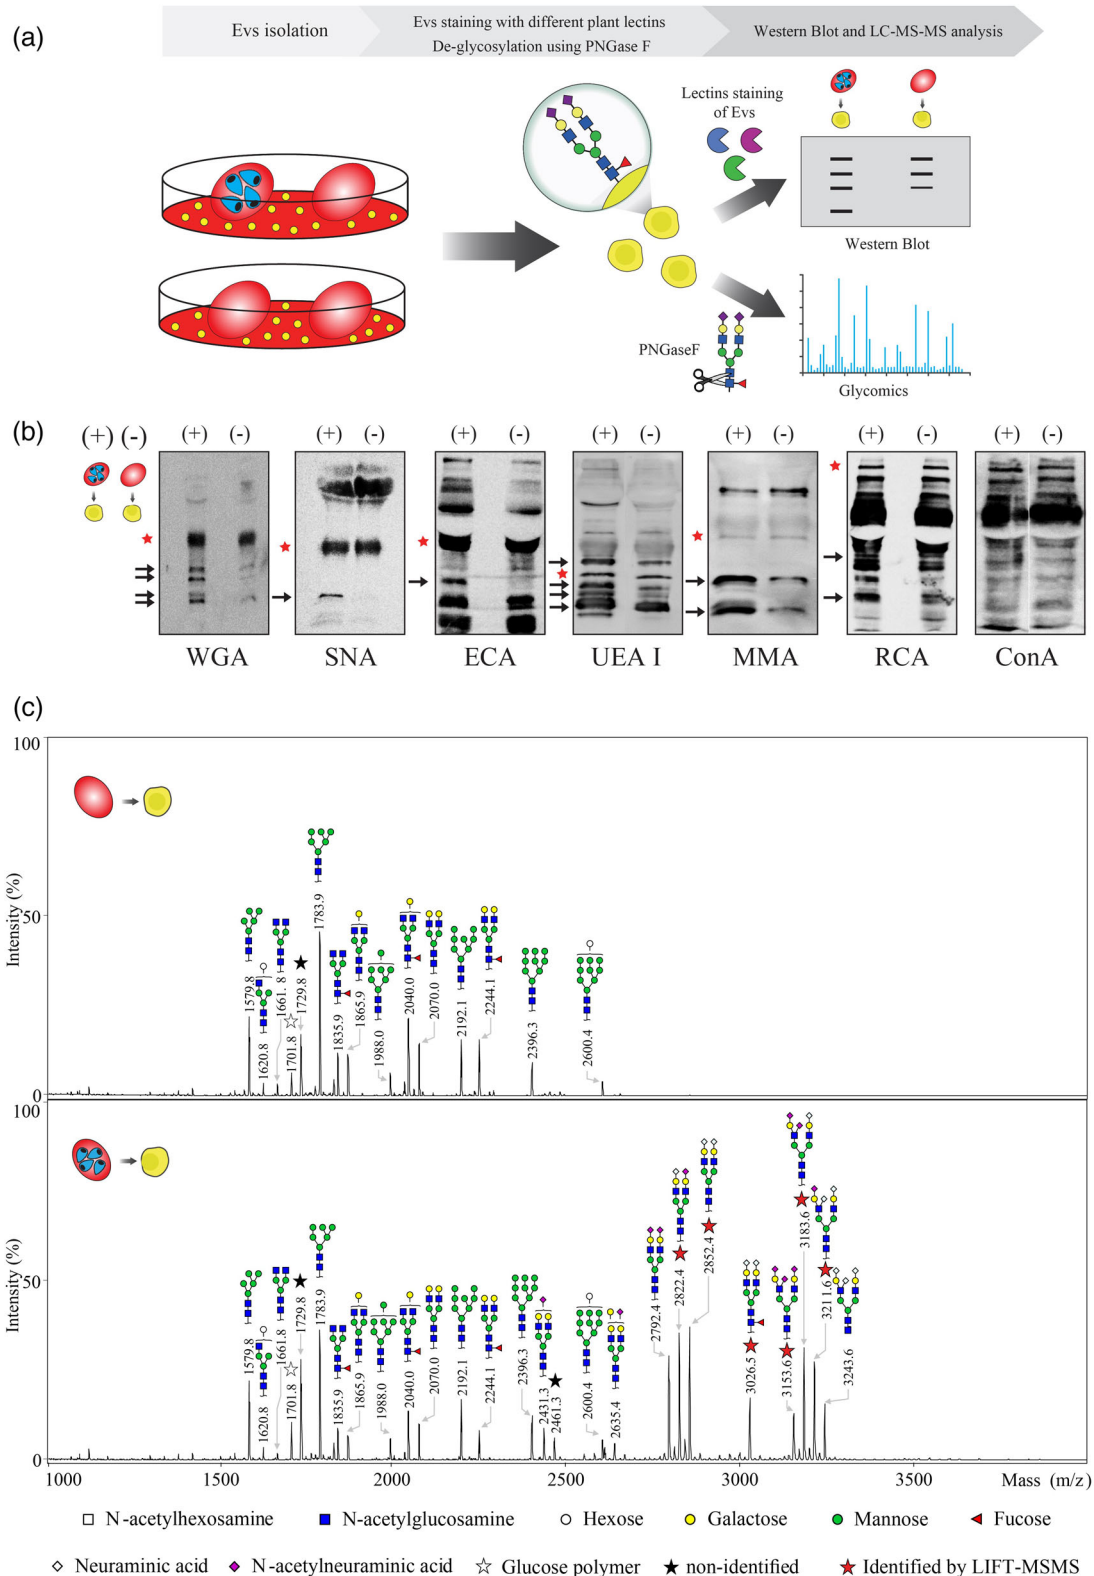 (a)
Evs isolation
Evs staining with different plant lectins
De-glycosylation using PNGase F
Western Blot and LC-MS-MS analysis
Lectins staining
of Evs
Western Blot
PNGaseF
Glycomics
(b)
(+) (-)
(+) (-)
(+) (-)
(+) (-)
(+) (-)
(+) (-)
(+) (-)
(+) (-)
WGA
SNA
ECA
UEA I
MMA
RCA
ConA
(c)
100
50
0
Intensity (%)
1579.8
1620.8
1661.8
1701.8
1729.8
1783.9
1835.9
1865.9
1988.0
2040.0
2070.0
2192.1
2244.1
2396.3
2600.4
100
50
0
Intensity (%)
1579.8
1620.8
1661.8
1701.8
1729.8
1783.9
1835.9
1865.9
1988.0
2040.0
2070.0
2192.1
2244.1
2396.3
2431.3
2461.3
2600.4
2635.4
2792.4
2822.4
2852.4
3026.5
3153.6
3183.6
3211.6
3243.6
1000
1500
2000
2500
3000
3500
Mass (m/z)
N-acetylhexosamine
N-acetylglucosamine
Hexose
Galactose
Mannose
Fucose
Neuraminic acid
N-acetylneuraminic acid
Glucose polymer
non-identified
Identified by LIFT-MSMS